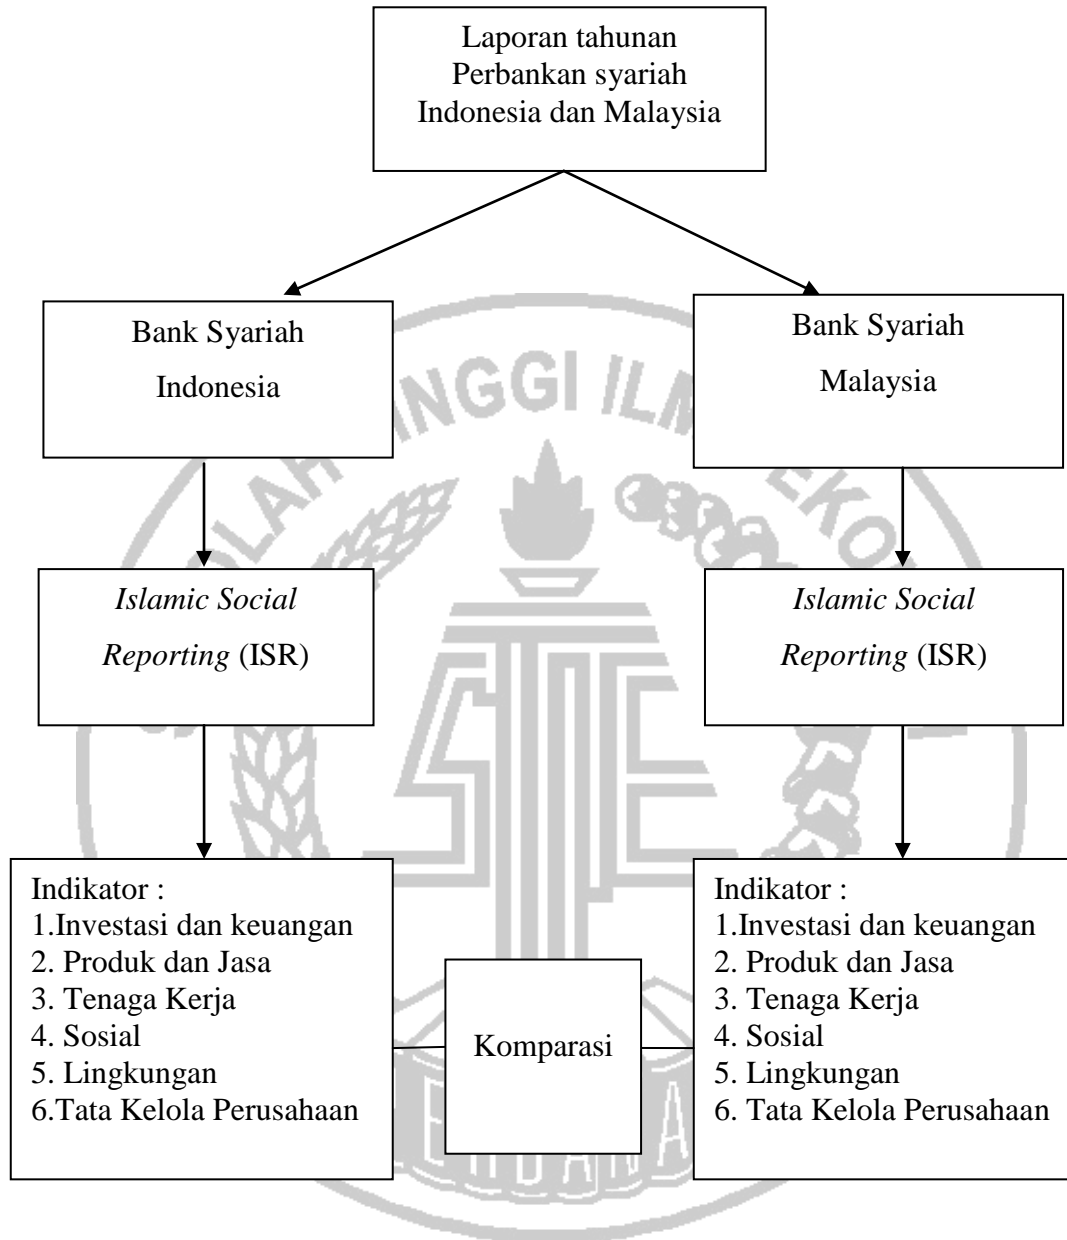 Laporan tahunan
Perbankan syariah
Indonesia dan Malaysia
Bank Syariah
Indonesia
Bank Syariah
Malaysia
NGGI IL
EKO
Islamic Social
Reporting (ISR)
Islamic Social
Reporting (ISR)
Indikator :
1.Investasi dan keuangan
2. Produk dan Jasa
3. Tenaga Kerja
4. Sosial
5. Lingkungan
6.Tata Kelola Perusahaan
Komparasi
Indikator :
1.Investasi dan keuangan
2. Produk dan Jasa
3. Tenaga Kerja
4. Sosial
5. Lingkungan
6. Tata Kelola Perusahaan